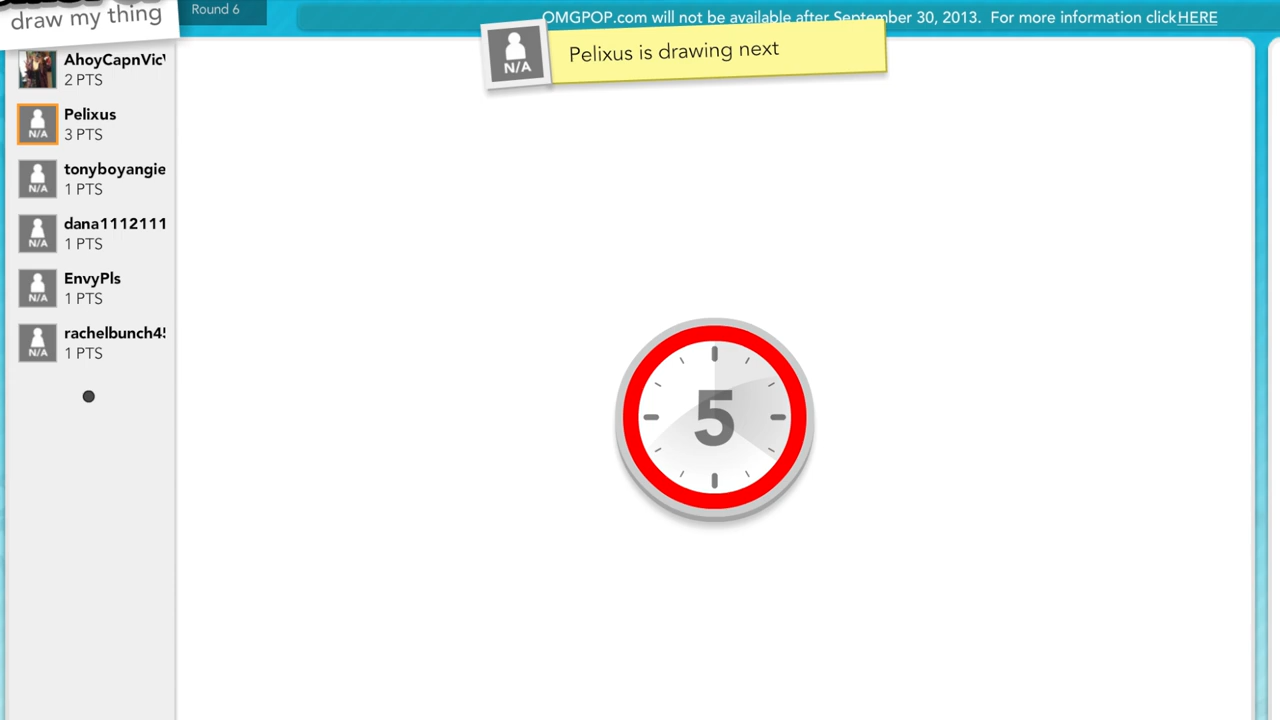 draw my thing
Round 6
OMGPOP.com will not be available after September 30, 2013. For more information click HERE
N/A
Pelixus is drawing next
AhoyCapnVic
2 PTS
N/A
Pelixus
3 PTS
N/A
tonyboyangie
1 PTS
N/A
dana1112111
1 PTS
N/A
EnvyPls
1 PTS
N/A
rachelbunch4
1 PTS
5